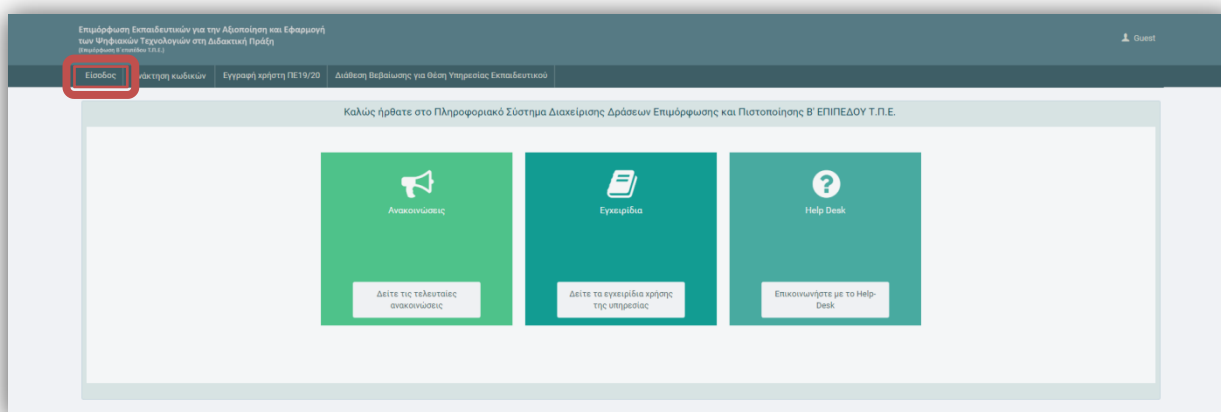 Επιμόρφωση Εκπαιδευτικών για την Αξιοποίηση και Εφαρμογή
των Ψηφιακών Τεχνολογιών στη Διδακτική Πράξη
(Επιμόρφωση Β' επιπέδου Τ.Π.Ε.)
Guest
Είσοδος
νάκτηση κωδικών
Εγγραφή χρήστη ΠΕ19/20
Διάθεση Βεβαίωσης για Θέση Υπηρεσίας Εκπαιδευτικού
Καλώς ήρθατε στο Πληροφοριακό Σύστημα Διαχείρισης Δράσεων Επιμόρφωσης και Πιστοποίησης Β' ΕΠΙΠΕΔΟΥ Τ.Π.Ε.
Ανακοινώσεις
Δείτε τις τελευταίες
ανακοινώσεις
Εγχειρίδια
Δείτε τα εγχειρίδια χρήσης
της υπηρεσίας
Help Desk
Επικοινωνήστε με το Help-
Desk